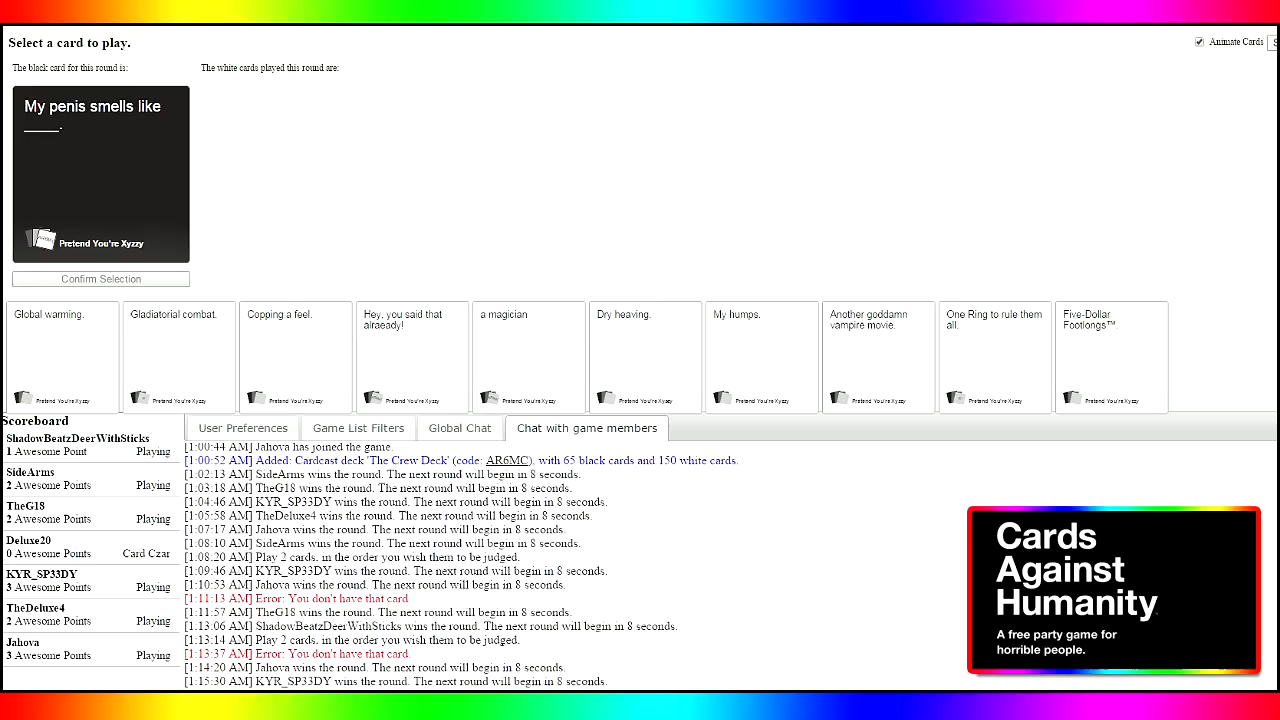 Select a card to play.
Animate Cards
The black card for this round is:
The white cards played this round are:
My penis smells like
_____.
Pretend You're Xyzzy
Confirm Selection
Global warming.
Pretend You're Xyzzy
Gladiatorial combat.
Pretend You're Xyzzy
Copping a feel.
Pretend You're Xyzzy
Hey, you said that
alraeady!
Pretend You're Xyzzy
a magician
Pretend You're Xyzzy
Dry heaving.
Pretend You're Xyzzy
My humps.
Pretend You're Xyzzy
Another goddamn
vampire movie.
Pretend You're Xyzzy
One Ring to rule them
all.
Pretend You're Xyzzy
Five-Dollar
Footlongs™.
Pretend You're Xyzzy
Scoreboard
ShadowBeatzDeerWithSticks
1 Awesome Point Playing
SideArms
2 Awesome Points Playing
TheG18
2 Awesome Points Playing
Deluxe20
0 Awesome Points Card Czar
KYR_SP33DY
3 Awesome Points Playing
TheDeluxe4
2 Awesome Points Playing
Jahova
3 Awesome Points Playing
User Preferences
Game List Filters
Global Chat
Chat with game members
[1:00:44 AM] Jahova has joined the game.
[1:00:52 AM] Added: Cardcast deck 'The Crew Deck' (code: AR6MC), with 65 black cards and 150 white cards.
[1:02:13 AM] SideArms wins the round. The next round will begin in 8 seconds.
[1:03:18 AM] TheG18 wins the round. The next round will begin in 8 seconds.
[1:04:46 AM] KYR_SP33DY wins the round. The next round will begin in 8 seconds.
[1:05:58 AM] TheDeluxe4 wins the round. The next round will begin in 8 seconds.
[1:07:17 AM] Jahova wins the round. The next round will begin in 8 seconds.
[1:08:10 AM] SideArms wins the round. The next round will begin in 8 seconds.
[1:08:20 AM] Play 2 cards, in the order you wish them to be judged.
[1:09:46 AM] KYR_SP33DY wins the round. The next round will begin in 8 seconds.
[1:10:53 AM] Jahova wins the round. The next round will begin in 8 seconds.
[1:11:13 AM] Error: You don't have that card.
[1:11:57 AM] TheG18 wins the round. The next round will begin in 8 seconds.
[1:13:06 AM] ShadowBeatzDeerWithSticks wins the round. The next round will begin in 8 seconds.
[1:13:14 AM] Play 2 cards, in the order you wish them to be judged.
[1:13:37 AM] Error: You don't have that card.
[1:14:20 AM] Jahova wins the round. The next round will begin in 8 seconds.
[1:15:30 AM] KYR_SP33DY wins the round. The next round will begin in 8 seconds.
Cards
Against
Humanity
A free party game for
horrible people.